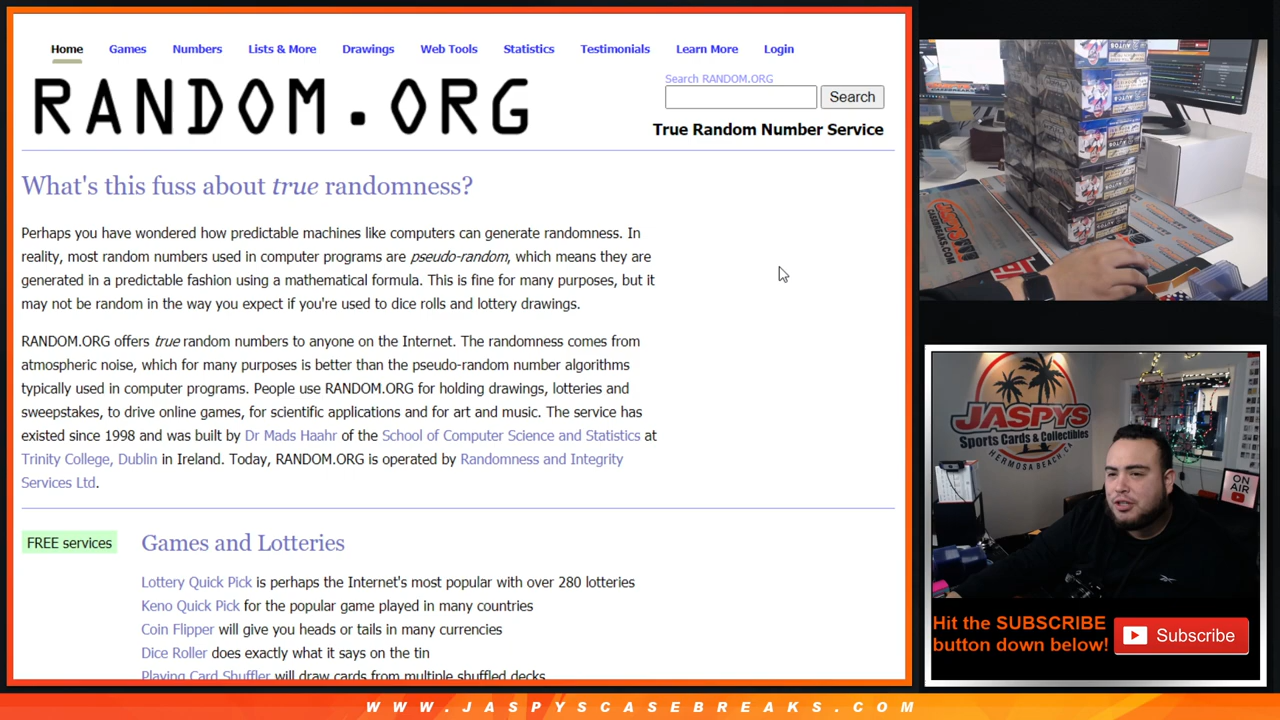 Home Games Numbers Lists & More Drawings Web Tools Statistics Testimonials Learn More Login
RANDOM.ORG
Search RANDOM.ORG
Search
True Random Number Service
What's this fuss about true randomness?
Perhaps you have wondered how predictable machines like computers can generate randomness. In
reality, most random numbers used in computer programs are pseudo-random, which means they are
generated in a predictable fashion using a mathematical formula. This is fine for many purposes, but it
may not be random in the way you expect if you're used to dice rolls and lottery drawings.
RANDOM.ORG offers true random numbers to anyone on the Internet. The randomness comes from
atmospheric noise, which for many purposes is better than the pseudo-random number algorithms
typically used in computer programs. People use RANDOM.ORG for holding drawings, lotteries and
sweepstakes, to drive online games, for scientific applications and for art and music. The service has
existed since 1998 and was built by Dr Mads Haahr of the School of Computer Science and Statistics at
Trinity College, Dublin in Ireland. Today, RANDOM.ORG is operated by Randomness and Integrity
Services Ltd.
FREE services
Games and Lotteries
Lottery Quick Pick is perhaps the Internet's most popular with over 280 lotteries
Keno Quick Pick for the popular game played in many countries
Coin Flipper will give you heads or tails in many currencies
Dice Roller does exactly what it says on the tin
Playing Card Shuffler will draw cards from multiple shuffled decks
JASPYS
Sports Cards & Collectibles
HERMOSA BEACH, CA
ON
AIR
Hit the SUBSCRIBE
button down below!
Subscribe
WWW.JASPYSCASEBREAKS.COM